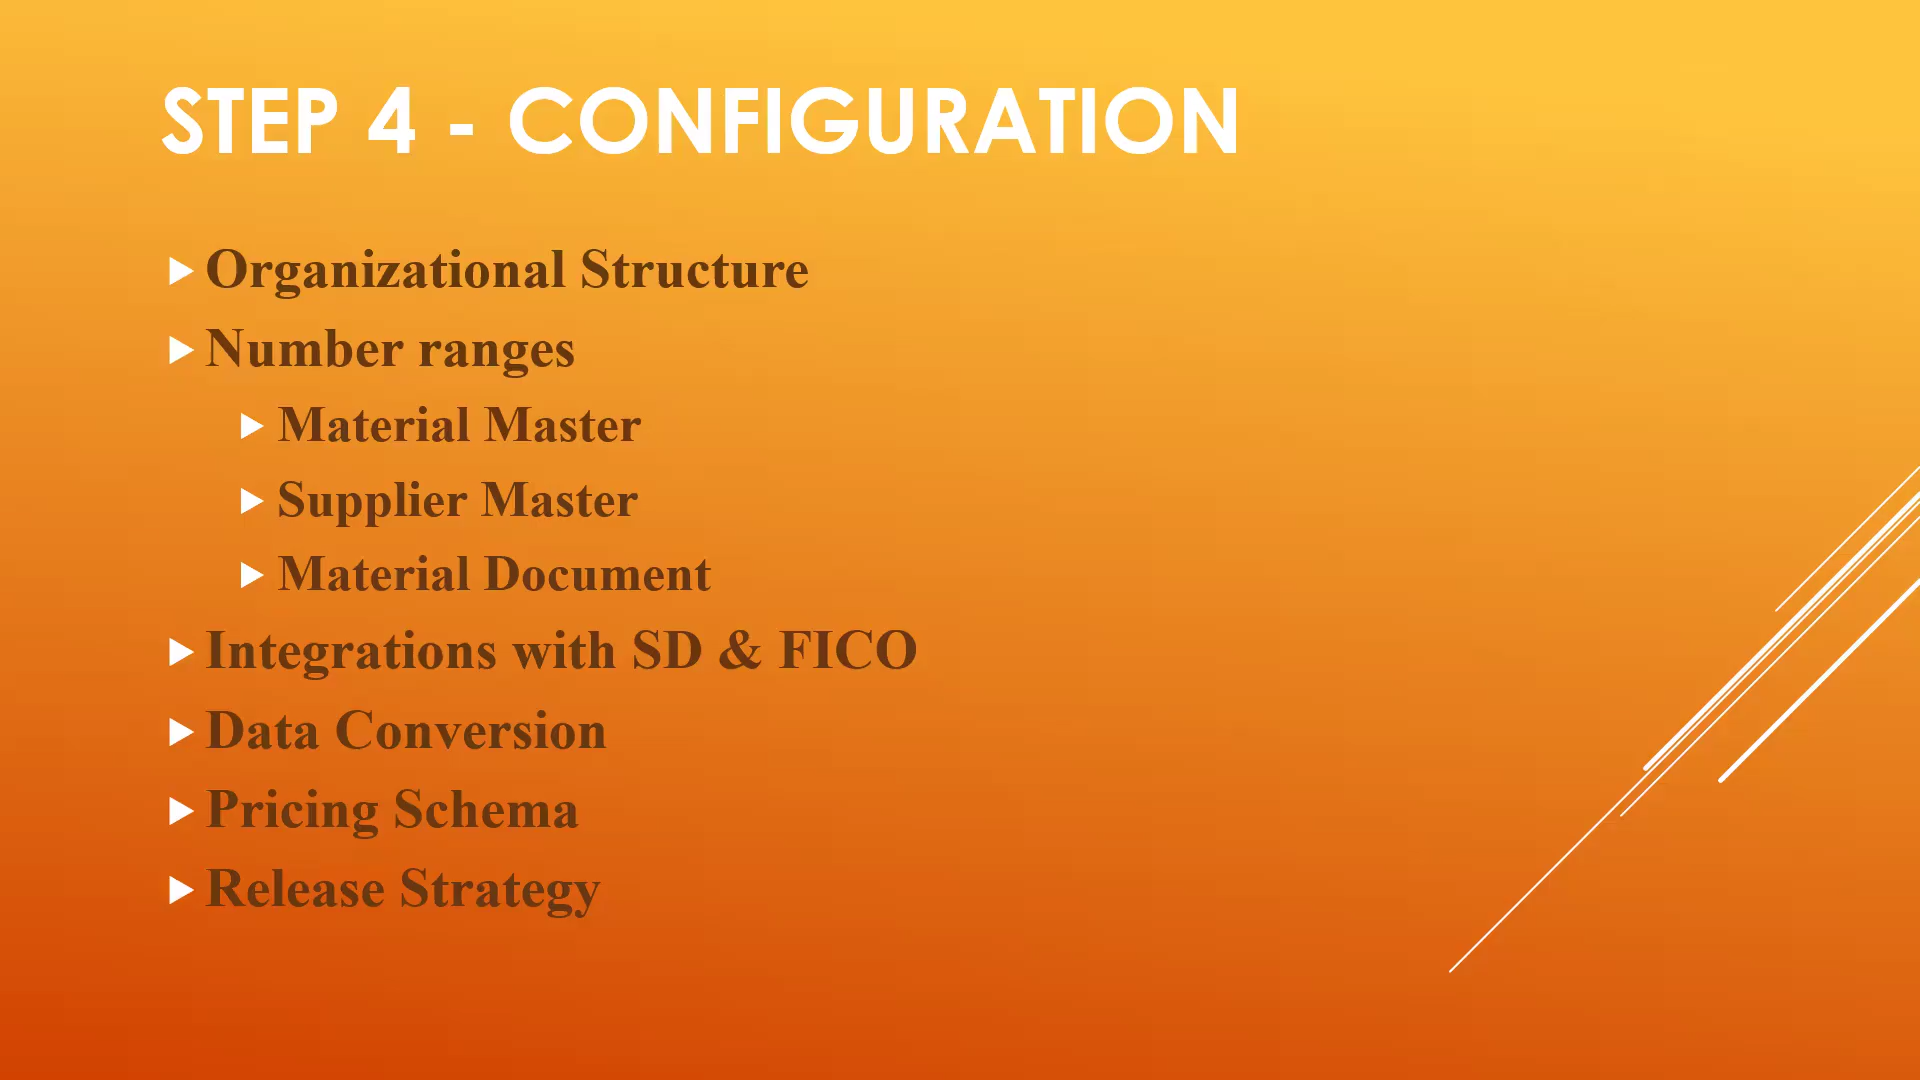 STEP 4 - CONFIGURATION
Organizational Structure
Number ranges
Material Master
Supplier Master
Material Document
Integrations with SD & FICO
Data Conversion
Pricing Schema
Release Strategy